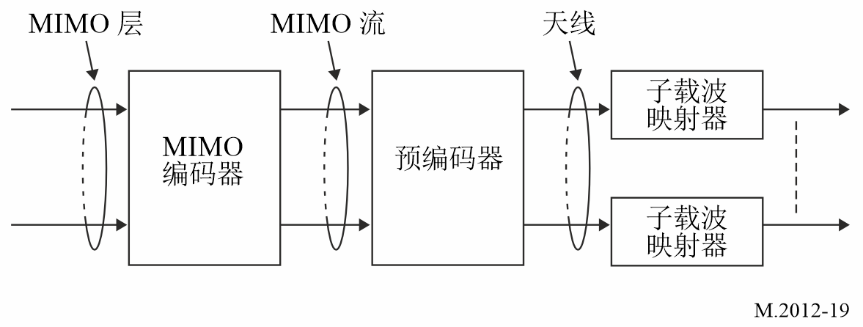 MIMO 层
MIMO 流
天线
MIMO
编码器
预编码器
子载波
映射器
子载波
映射器
M.2012-19